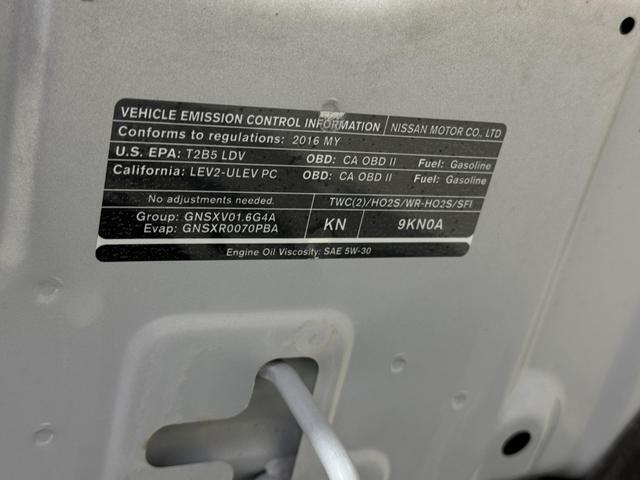 VEHICLE EMISSION CONTROL INFORMATION NISSAN MOTOR CO., LTD
Conforms to regulations: 2016 MY
U.S. EPA: T2B5 LDV OBD: CA OBD II Fuel: Gasoline
California: LEV2-ULEV PC OBD: CA OBD II Fuel: Gasoline
No adjustments needed. TWC(2)/HO2S/WR-HO2S/SFI
Group: GNSXV01.6G4A
Evap: GNSXR0070PBA KN 9KN0A
Engine Oil Viscosity: SAE 5W-30